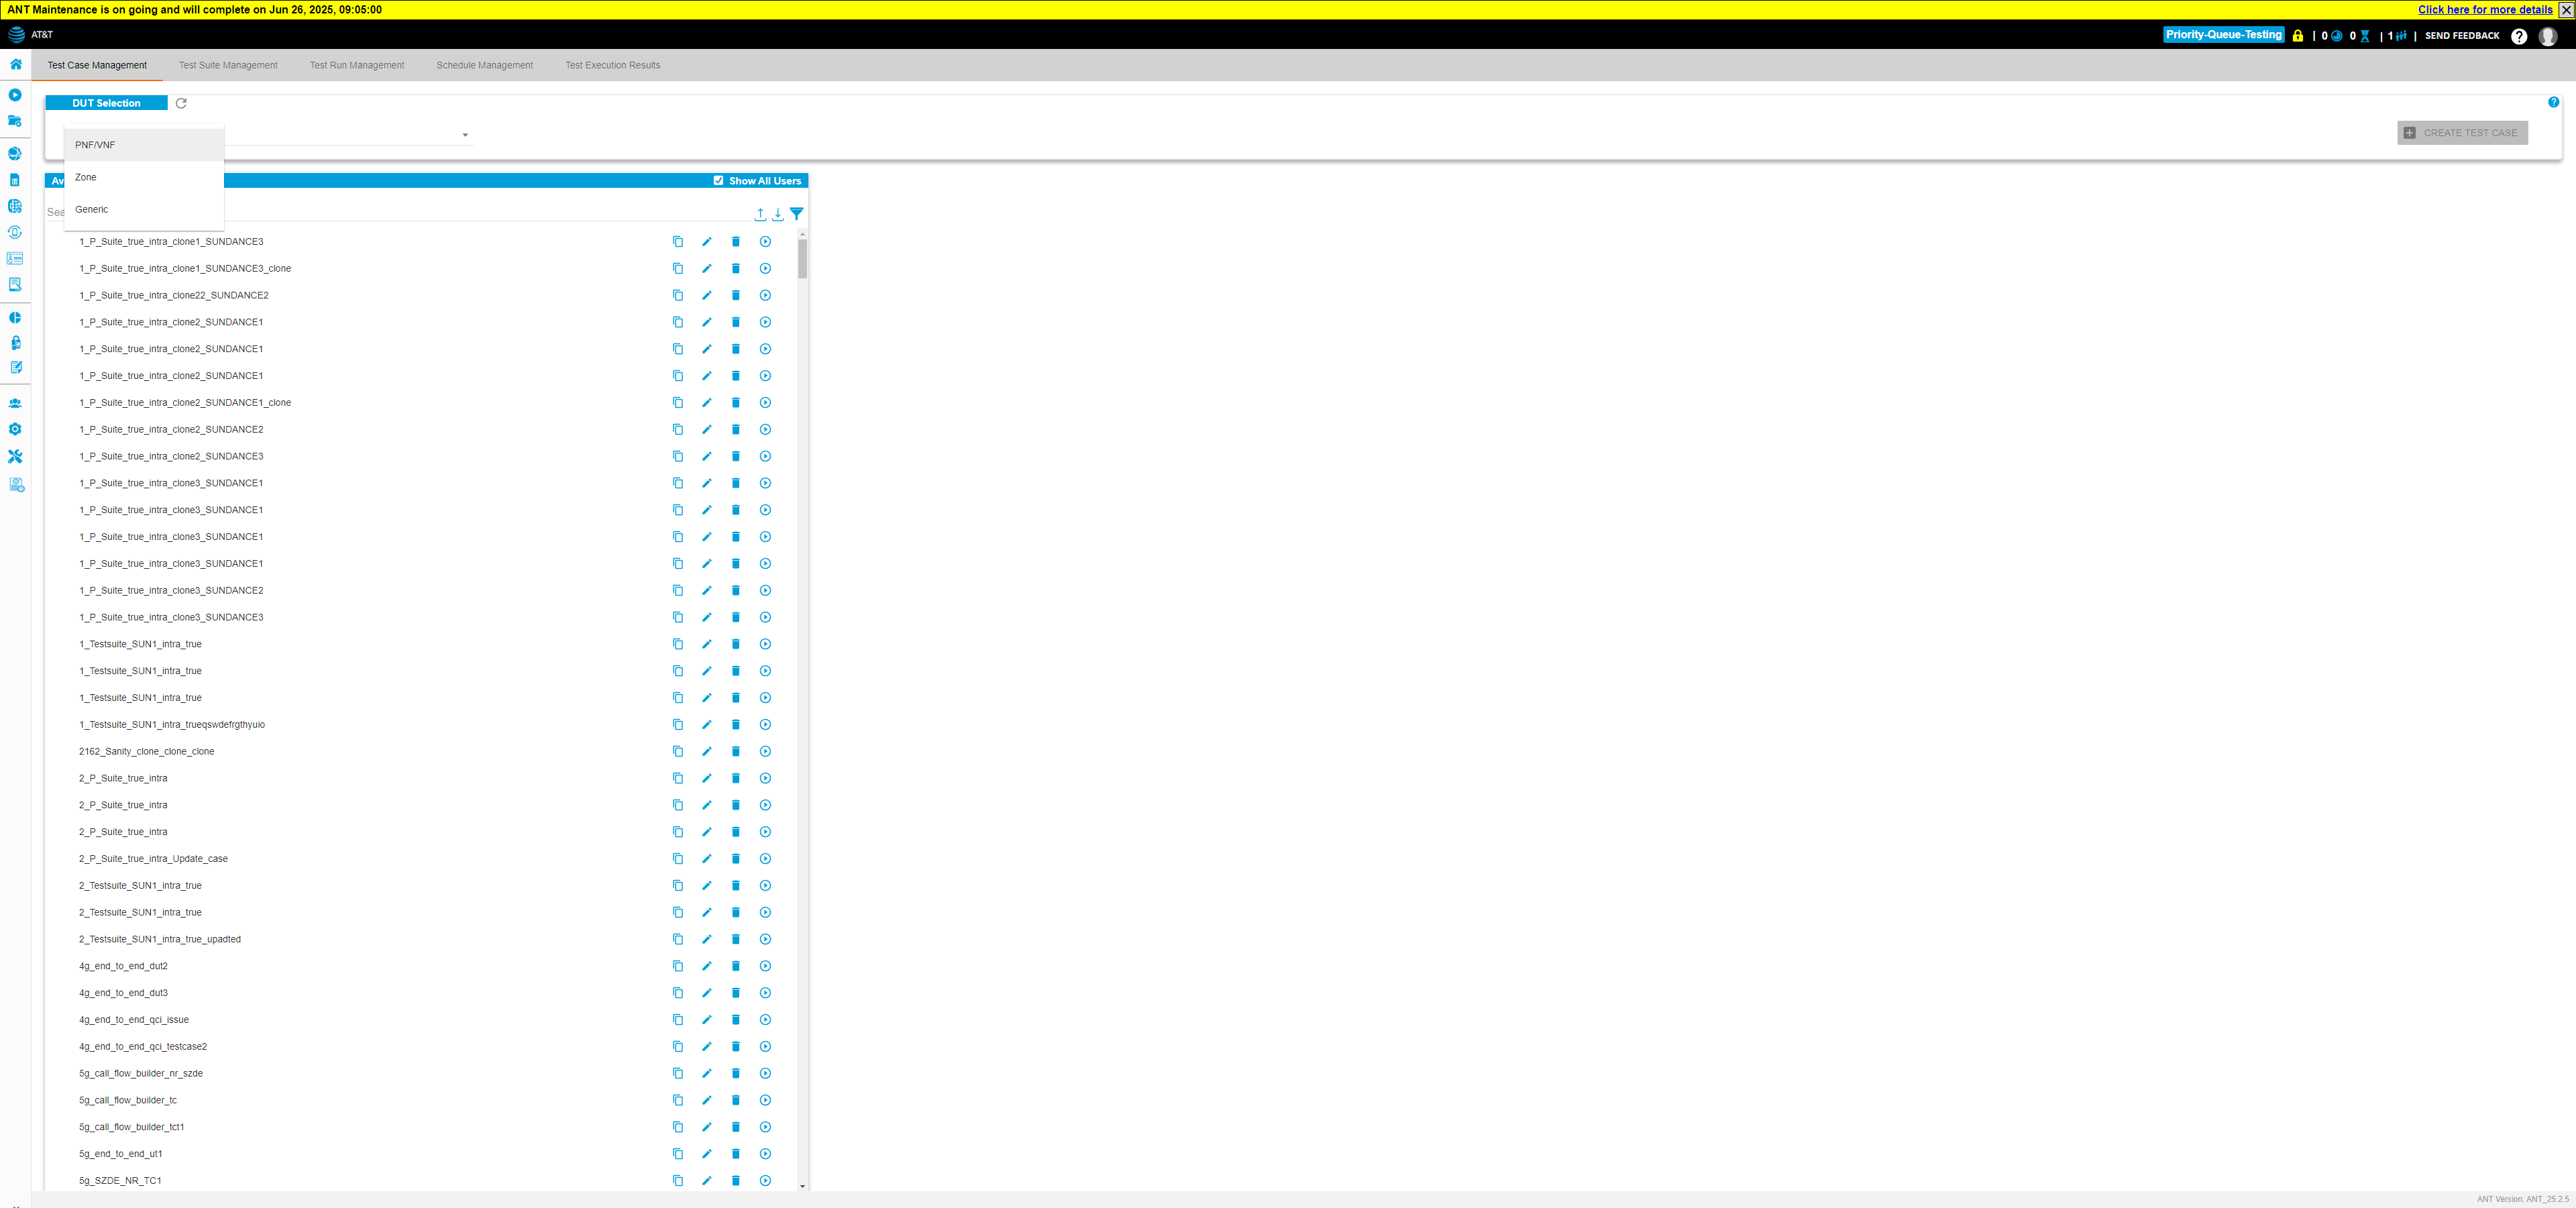 ANT Maintenance is on going and will complete on Jun 26, 2025, 09:05:00
Click here for more details
AT&T
Priority-Queue-Testing | 0 0 | 1 | SEND FEEDBACK
Test Case Management
Test Suite Management
Test Run Management
Schedule Management
Test Execution Results
DUT Selection
PNF/VNF
Zone
Generic
CREATE TEST CASE
Av
Show All Users
Sea
1_P_Suite_true_intra_clone1_SUNDANCE3
1_P_Suite_true_intra_clone1_SUNDANCE3_clone
1_P_Suite_true_intra_clone22_SUNDANCE2
1_P_Suite_true_intra_clone2_SUNDANCE1
1_P_Suite_true_intra_clone2_SUNDANCE1
1_P_Suite_true_intra_clone2_SUNDANCE1
1_P_Suite_true_intra_clone2_SUNDANCE1_clone
1_P_Suite_true_intra_clone2_SUNDANCE2
1_P_Suite_true_intra_clone2_SUNDANCE3
1_P_Suite_true_intra_clone3_SUNDANCE1
1_P_Suite_true_intra_clone3_SUNDANCE1
1_P_Suite_true_intra_clone3_SUNDANCE1
1_P_Suite_true_intra_clone3_SUNDANCE1
1_P_Suite_true_intra_clone3_SUNDANCE2
1_P_Suite_true_intra_clone3_SUNDANCE3
1_Testsuite_SUN1_intra_true
1_Testsuite_SUN1_intra_true
1_Testsuite_SUN1_intra_true
1_Testsuite_SUN1_intra_trueqswdefrgthyuio
2162_Sanity_clone_clone_clone
2_P_Suite_true_intra
2_P_Suite_true_intra
2_P_Suite_true_intra
2_P_Suite_true_intra_Update_case
2_Testsuite_SUN1_intra_true
2_Testsuite_SUN1_intra_true
2_Testsuite_SUN1_intra_true_upadted
4g_end_to_end_dut2
4g_end_to_end_dut3
4g_end_to_end_qci_issue
4g_end_to_end_qci_testcase2
5g_call_flow_builder_nr_szde
5g_call_flow_builder_tc
5g_call_flow_builder_tct1
5g_end_to_end_ut1
5g_SZDE_NR_TC1
ANT Version: ANT_25.2.5